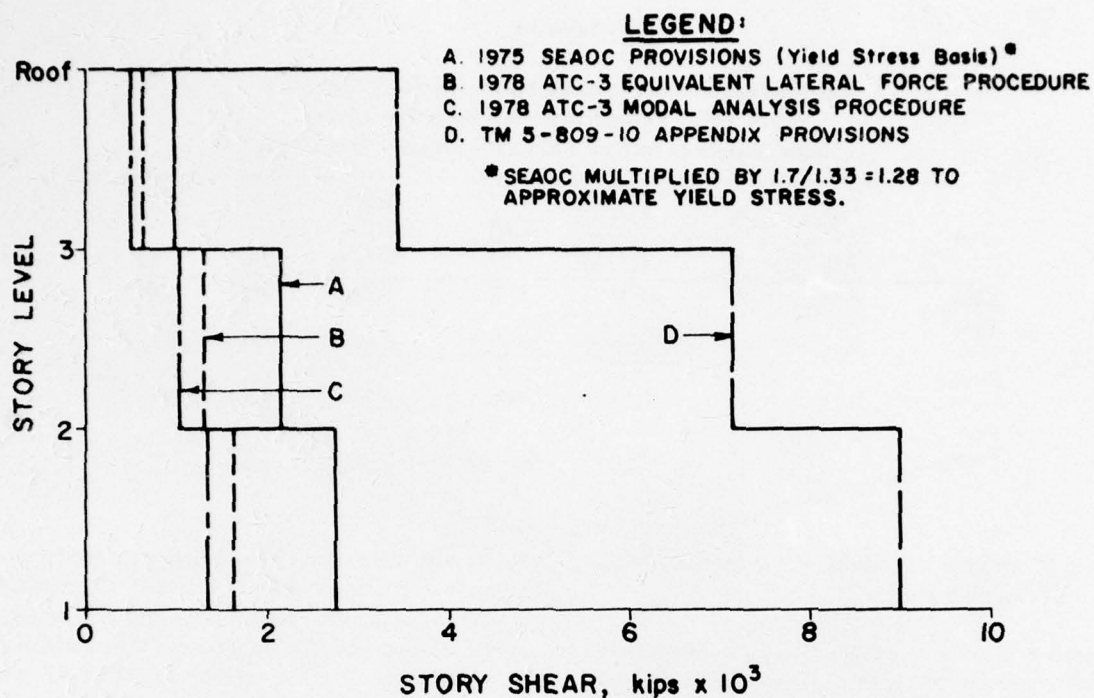 LEGEND:
A. 1975 SEAOC PROVISIONS (Yield Stress Basis)*
B. 1978 ATC-3 EQUIVALENT LATERAL FORCE PROCEDURE
C. 1978 ATC-3 MODAL ANALYSIS PROCEDURE
D. TM 5-809-10 APPENDIX PROVISIONS
*SEAOC MULTIPLIED BY 1.7/1.33=1.28 TO
APPROXIMATE YIELD STRESS.
STORY LEVEL
Roof
3
2
1
A
B
C
D
0 2 4 6 8 10
STORY SHEAR, kips x 10³